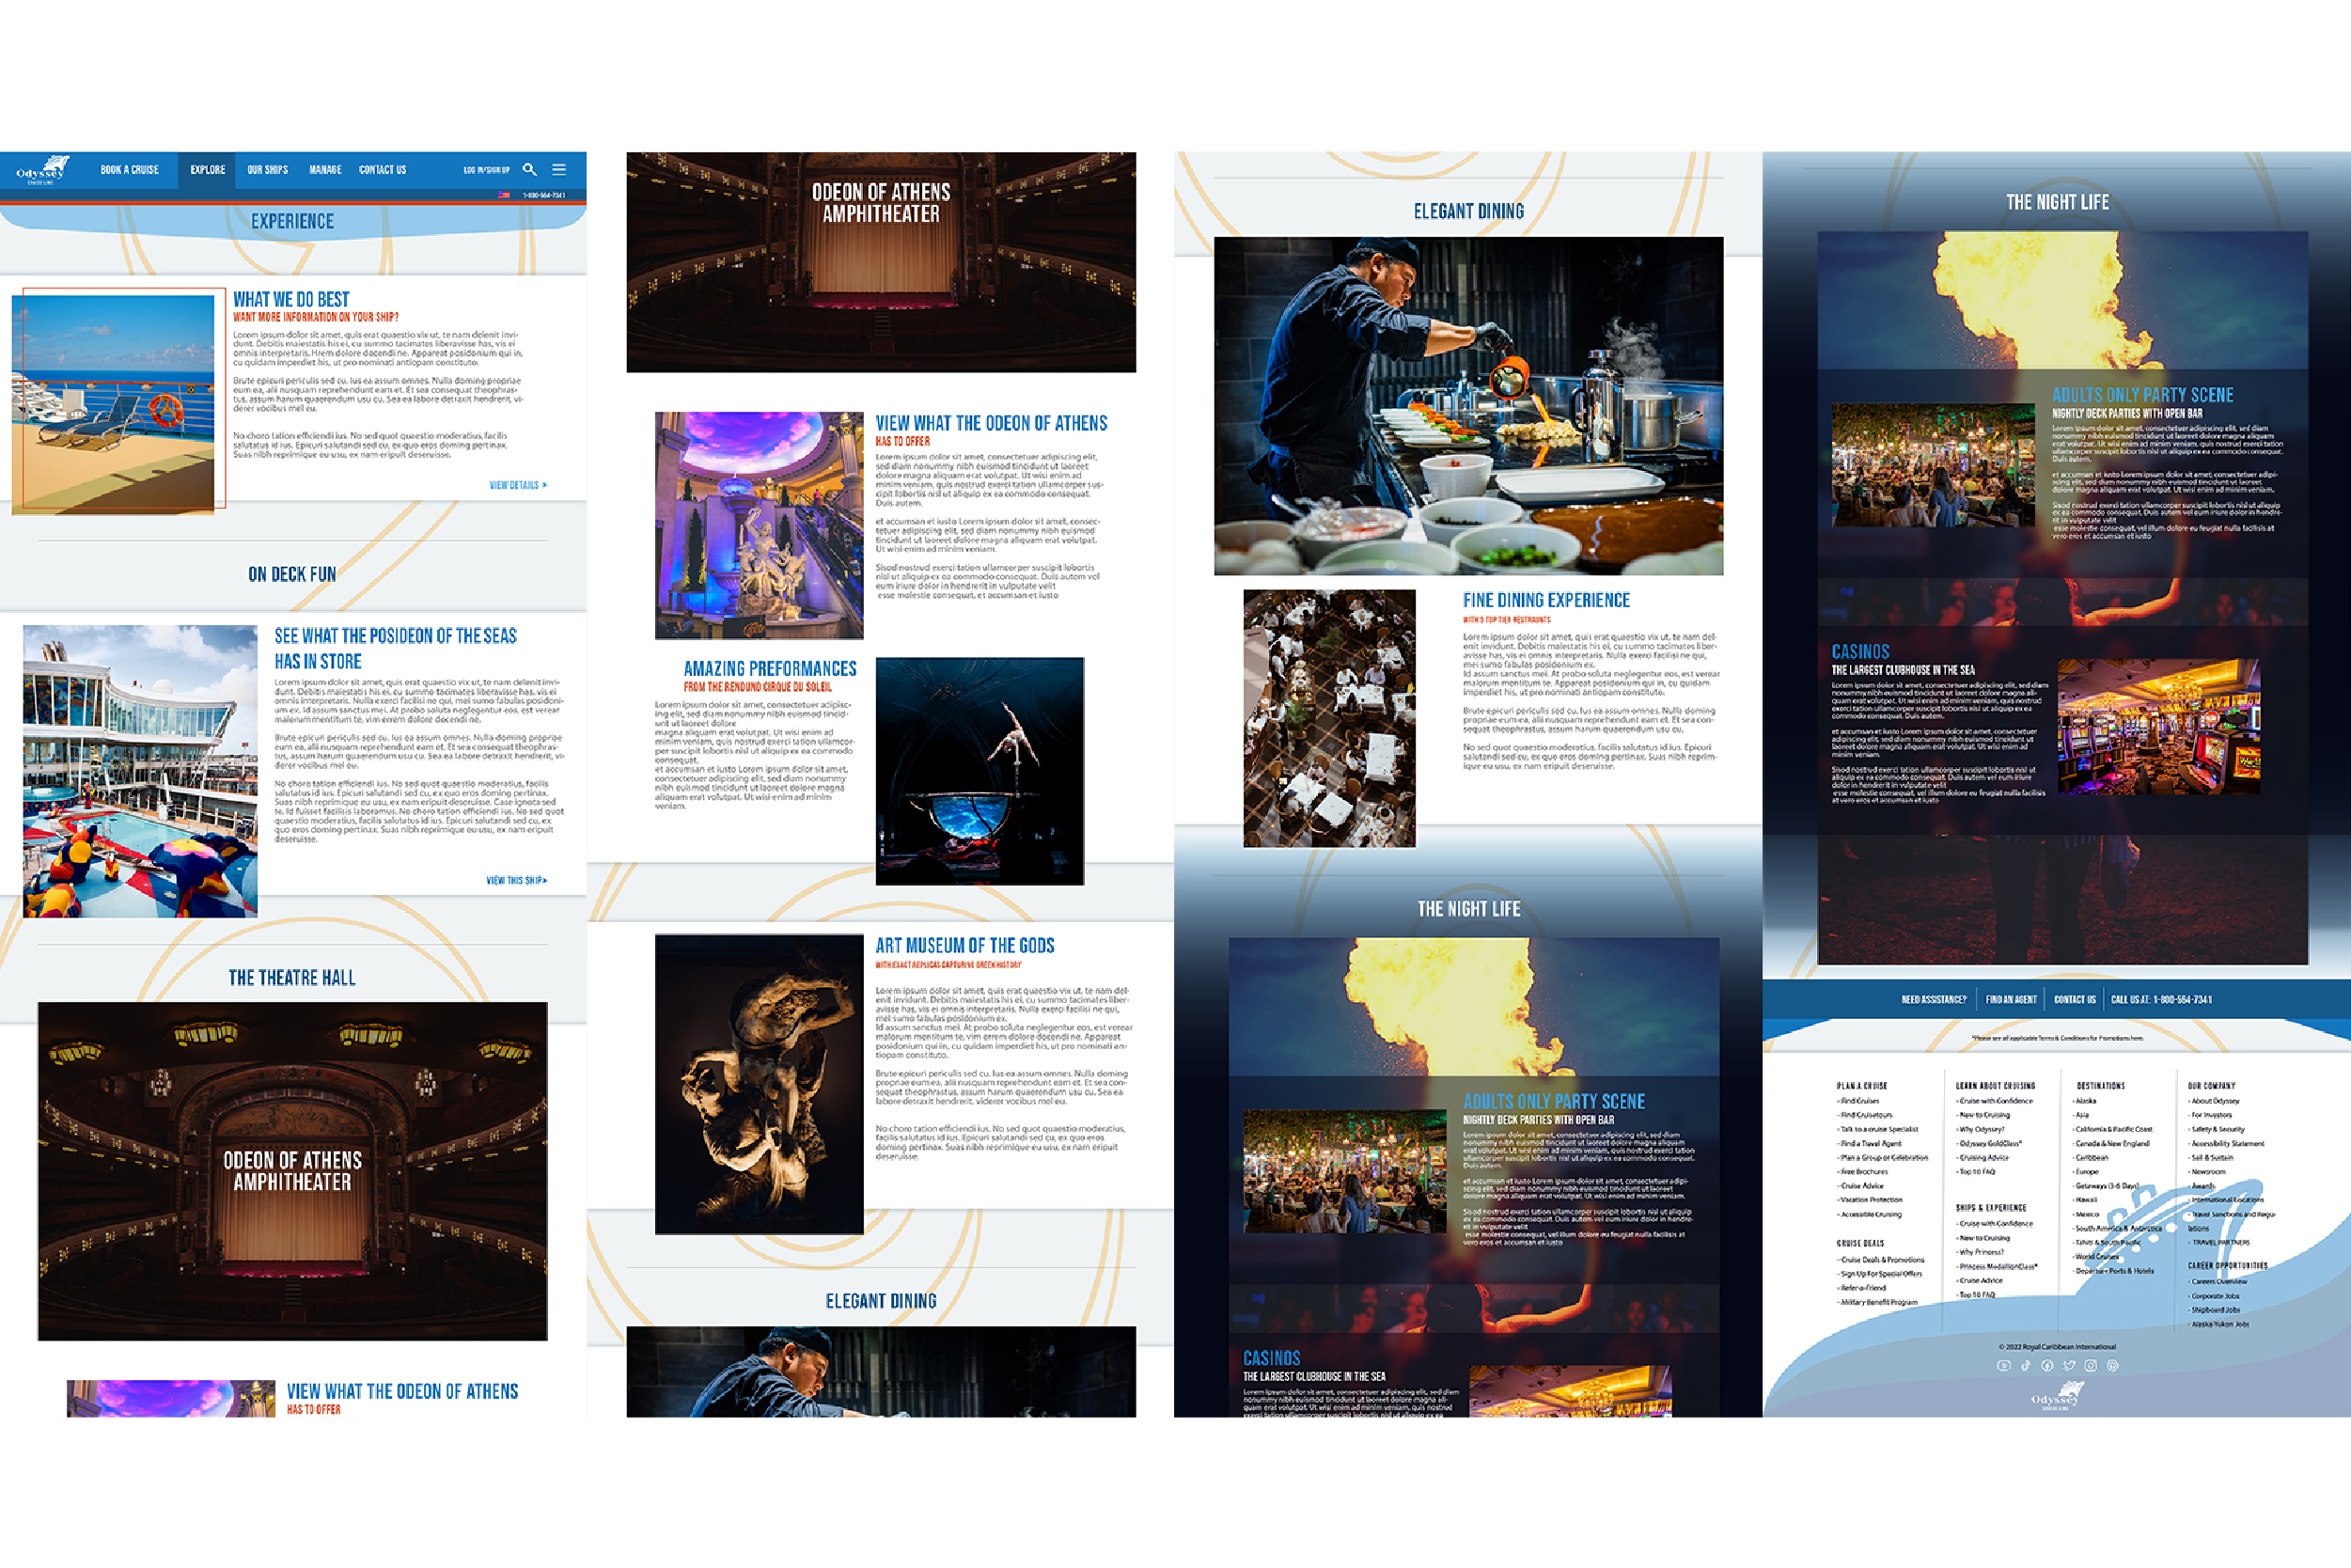 Odyssey
CRUISE LINE
BOOK A CRUISE
EXPLORE
OUR SHIPS
MANAGE
CONTACT US
LOG IN/SIGN UP
1-800-564-7341
EXPERIENCE
WHAT WE DO BEST
WANT MORE INFORMATION ON YOUR SHIP?
Lorem ipsum dolor sit amet, quis erat quaestio vix ut, te nam delenit invi-
dunt. Debitis maiestatis his ei, cu summo tacimates liberavisse has, vis ei
omnis interpretaris. Hrem dolore docendi ne. Appareat posidonium qui in,
cu quidam imperdiet his, ut pro nominati antiopam constituto.
Brute epicuri periculis sed cu. Ius ea assum omnes. Nulla doming propriae
eum ea, alii nusquam reprehendunt eam et. Et sea consequat theophras-
tus, assum harum quaerendum usu cu. Sea ea labore detraxit hendrerit, vi-
derer vocibus mel eu.
No choro tation efficiendi ius. No sed quot quaestio moderatius, facilis
salutatus id ius. Epicuri salutandi sed cu, ex quo eros doming pertinax.
Suas nibh reprimique eu usu, ex nam eripuit deseruisse.
VIEW DETAILS
ON DECK FUN
SEE WHAT THE POSIDEON OF THE SEAS
HAS IN STORE
Lorem ipsum dolor sit amet, quis erat quaestio vix ut, te nam delenit invi-
dunt. Debitis maiestatis his ei, cu summo tacimates liberavisse has, vis ei
omnis interpretaris. Nulla exerci facilisi ne qui, mei sumo fabulas posidoni-
um ex. Id assum sanctus mei. At probo soluta neglegentur eos, est verear
malorum mentitum te, vim errem dolore docendi ne.
Brute epicuri periculis sed cu. Ius ea assum omnes. Nulla doming propriae
eum ea, alii nusquam reprehendunt eam et. Et sea consequat theophras-
tus, assum harum quaerendum usu cu. Sea ea labore detraxit hendrerit, vi-
derer vocibus mel eu.
No choro tation efficiendi ius. No sed quot quaestio moderatius, facilis
salutatus id ius. Epicuri salutandi sed cu, ex quo eros doming pertinax.
Suas nibh reprimique eu usu, ex nam eripuit deseruisse. Case ignota sed
te. Id fuisset facilisis laboramus. No choro tation efficiendi ius. No sed quot
quaestio moderatius, facilis salutatus id ius. Epicuri salutandi sed cu, ex
quo eros doming pertinax. Suas nibh reprimique eu usu, ex nam eripuit
deseruisse.
VIEW THIS SHIP
THE THEATRE HALL
ODEON OF ATHENS
AMPHITHEATER
VIEW WHAT THE ODEON OF ATHENS
HAS TO OFFER
ODEON OF ATHENS
AMPHITHEATER
VIEW WHAT THE ODEON OF ATHENS
HAS TO OFFER
Lorem ipsum dolor sit amet, consectetuer adipiscing elit,
sed diam nonummy nibh euismod tincidunt ut laoreet
dolore magna aliquam erat volutpat. Ut wisi enim ad
minim veniam, quis nostrud exerci tation ullamcorper sus-
cipit lobortis nisl ut aliquip ex ea commodo consequat.
Duis autem.
et accumsan et iusto Lorem ipsum dolor sit amet, consec-
tetuer adipiscing elit, sed diam nonummy nibh euismod
tincidunt ut laoreet dolore magna aliquam erat volutpat.
Ut wisi enim ad minim veniam.
Sisod nostrud exerci tation ullamcorper suscipit lobortis
nisl ut aliquip ex ea commodo consequat. Duis autem vel
eum iriure dolor in hendrerit in vulputate velit
esse molestie consequat, et accumsan et iusto
AMAZING PREFORMANCES
FROM THE RENOUND CIRQUE DU SOLEIL
Lorem ipsum dolor sit amet, consectetuer adipisc-
ing elit, sed diam nonummy nibh euismod tincid-
unt ut laoreet dolore
magna aliquam erat volutpat. Ut wisi enim ad
minim veniam, quis nostrud exerci tation ullamcor-
per suscipit lobortis nisl ut aliquip ex ea commodo
consequat.
et accumsan et iusto Lorem ipsum dolor sit amet,
consectetuer adipiscing elit, sed diam nonummy
nibh euismod tincidunt ut laoreet dolore magna
aliquam erat volutpat. Ut wisi enim ad minim
veniam.
ART MUSEUM OF THE GODS
WITH EXACT REPLICAS CAPTURING GREEK HISTORY
Lorem ipsum dolor sit amet, quis erat quaestio vix ut, te nam del-
enit invidunt. Debitis maiestatis his ei, cu summo tacimates liber-
avisse has, vis ei omnis interpretaris. Nulla exerci facilisi ne qui,
mei sumo fabulas posidonium ex.
Id assum sanctus mei. At probo soluta neglegentur eos, est verear
malorum mentitum te, vim errem dolore docendi ne. Appareat
posidonium qui in, cu quidam imperdiet his, ut pro nominati an-
tiopam constituto.
Brute epicuri periculis sed cu. Ius ea assum omnes. Nulla doming
propriae eum ea, alii nusquam reprehendunt eam et. Et sea con-
sequat theophrastus, assum harum quaerendum usu cu. Sea ea
labore detraxit hendrerit, viderer vocibus mel eu.
No choro tation efficiendi ius. No sed quot quaestio moderatius,
facilis salutatus id ius. Epicuri salutandi sed cu, ex quo eros
doming pertinax. Suas nibh reprimique eu usu, ex nam eripuit
deseruisse.
ELEGANT DINING
ELEGANT DINING
FINE DINING EXPERIENCE
WITH 5 TOP TIER RESTRAUNTS
Lorem ipsum dolor sit amet, quis erat quaestio vix ut, te nam del-
enit invidunt. Debitis maiestatis his ei, cu summo tacimates liber-
avisse has, vis ei omnis interpretaris. Nulla exerci facilisi ne qui,
mei sumo fabulas posidonium ex.
Id assum sanctus mei. At probo soluta neglegentur eos, est verear
malorum mentitum te. Appareat posidonium qui in, cu quidam
imperdiet his, ut pro nominati antiopam constituto.
Brute epicuri periculis sed cu. Ius ea assum omnes. Nulla doming
propriae eum ea, alii nusquam reprehendunt eam et. Et sea con-
sequat theophrastus, assum harum quaerendum usu cu.
No sed quot quaestio moderatius, facilis salutatus id ius. Epicuri
salutandi sed cu, ex quo eros doming pertinax. Suas nibh reprim-
ique eu usu, ex nam eripuit deseruisse.
THE NIGHT LIFE
ADULTS ONLY PARTY SCENE
NIGHTLY DECK PARTIES WITH OPEN BAR
Lorem ipsum dolor sit amet, consectetuer adipiscing elit, sed diam
nonummy nibh euismod tincidunt ut laoreet dolore magna aliquam
erat volutpat. Ut wisi enim ad minim veniam, quis nostrud exerci tation
ullamcorper suscipit lobortis nisl ut aliquip ex ea commodo consequat.
Duis autem.
et accumsan et iusto Lorem ipsum dolor sit amet, consectetuer adipi-
scing elit, sed diam nonummy nibh euismod tincidunt ut laoreet
dolore magna aliquam erat volutpat. Ut wisi enim ad minim veniam.
Sisod nostrud exerci tation ullamcorper suscipit lobortis nisl ut aliquip
ex ea commodo consequat. Duis autem vel eum iriure dolor in hendre-
rit in vulputate velit
esse molestie consequat, vel illum dolore eu feugiat nulla facilisis at
vero eros et accumsan et iusto
CASINOS
THE LARGEST CLUBHOUSE IN THE SEA
Lorem ipsum dolor sit amet, consectetuer adipiscing elit, sed diam
nonummy nibh euismod tincidunt ut laoreet dolore magna ali-
quam erat volutpat. Ut wisi enim ad minim veniam, quis nostrud
exerci tation ullamcorper suscipit lobortis nisl ut aliquip ex ea
THE NIGHT LIFE
ADULTS ONLY PARTY SCENE
NIGHTLY DECK PARTIES WITH OPEN BAR
Lorem ipsum dolor sit amet, consectetuer adipiscing elit, sed diam
nonummy nibh euismod tincidunt ut laoreet dolore magna aliquam
erat volutpat. Ut wisi enim ad minim veniam, quis nostrud exerci tation
ullamcorper suscipit lobortis nisl ut aliquip ex ea commodo consequat.
Duis autem.
et accumsan et iusto Lorem ipsum dolor sit amet, consectetuer adipi-
scing elit, sed diam nonummy nibh euismod tincidunt ut laoreet
dolore magna aliquam erat volutpat. Ut wisi enim ad minim veniam.
Sisod nostrud exerci tation ullamcorper suscipit lobortis nisl ut aliquip
ex ea commodo consequat. Duis autem vel eum iriure dolor in hendre-
rit in vulputate velit
esse molestie consequat, vel illum dolore eu feugiat nulla facilisis at
vero eros et accumsan et iusto
CASINOS
THE LARGEST CLUBHOUSE IN THE SEA
Lorem ipsum dolor sit amet, consectetuer adipiscing elit, sed diam
nonummy nibh euismod tincidunt ut laoreet dolore magna ali-
quam erat volutpat. Ut wisi enim ad minim veniam, quis nostrud
exerci tation ullamcorper suscipit lobortis nisl ut aliquip ex ea
commodo consequat. Duis autem.
et accumsan et iusto Lorem ipsum dolor sit amet, consectetuer
adipiscing elit, sed diam nonummy nibh euismod tincidunt ut
laoreet dolore magna aliquam erat volutpat. Ut wisi enim ad
minim veniam.
Sisod nostrud exerci tation ullamcorper suscipit lobortis nisl ut
aliquip ex ea commodo consequat. Duis autem vel eum iriure
dolor in hendrerit in vulputate velit
esse molestie consequat, vel illum dolore eu feugiat nulla facilisis
at vero eros et accumsan et iusto
NEED ASSISTANCE?
FIND AN AGENT
CONTACT US
CALL US AT: 1-800-564-7341
*Please see all applicable Terms & Conditions for Promotions here.
PLAN A CRUISE
- Find Cruises
- Find Cruisetours
- Talk to a cruise Specialist
- Find a Travel Agent
- Plan a Group or Celebration
- Free Brochures
- Cruise Advice
- Vacation Protection
- Accessible Cruising
CRUISE DEALS
- Cruise Deals & Promotions
- Sign Up For Special Offers
- Refer-a-Friend
- Military Benefit Program
LEARN ABOUT CRUISING
- Cruise with Confidence
- New to Cruising
- Why Odyssey?
- Odyssey GoldClass*
- Cruising Advice
- Top 10 FAQ
SHIPS & EXPERIENCE
- Cruise with Confidence
- New to Cruising
- Why Princess?
- Princess MedallionClass*
- Cruise Advice
- Top 10 FAQ
DESTINATIONS
- Alaska
- Asia
- California & Pacific Coast
- Canada & New England
- Caribbean
- Europe
- Getaways (3-6 Days)
- Hawaii
- Mexico
- South America & Antarctica
- Tahiti & South Pacific
- World Cruises
- Departure Ports & Hotels
OUR COMPANY
- About Odyssey
- For Investors
- Safety & Security
- Accessibility Statement
- Sail & Sustain
- Newsroom
- Awards
- International Locations
- Travel Sanctions and Regu-
lations
- TRAVEL PARTNERS
CAREER OPPORTUNITIES
- Careers Overview
- Corporate Jobs
- Shipboard Jobs
- Alaska-Yukon Jobs
© 2022 Royal Caribbean International
Odyssey
CRUISE LINE